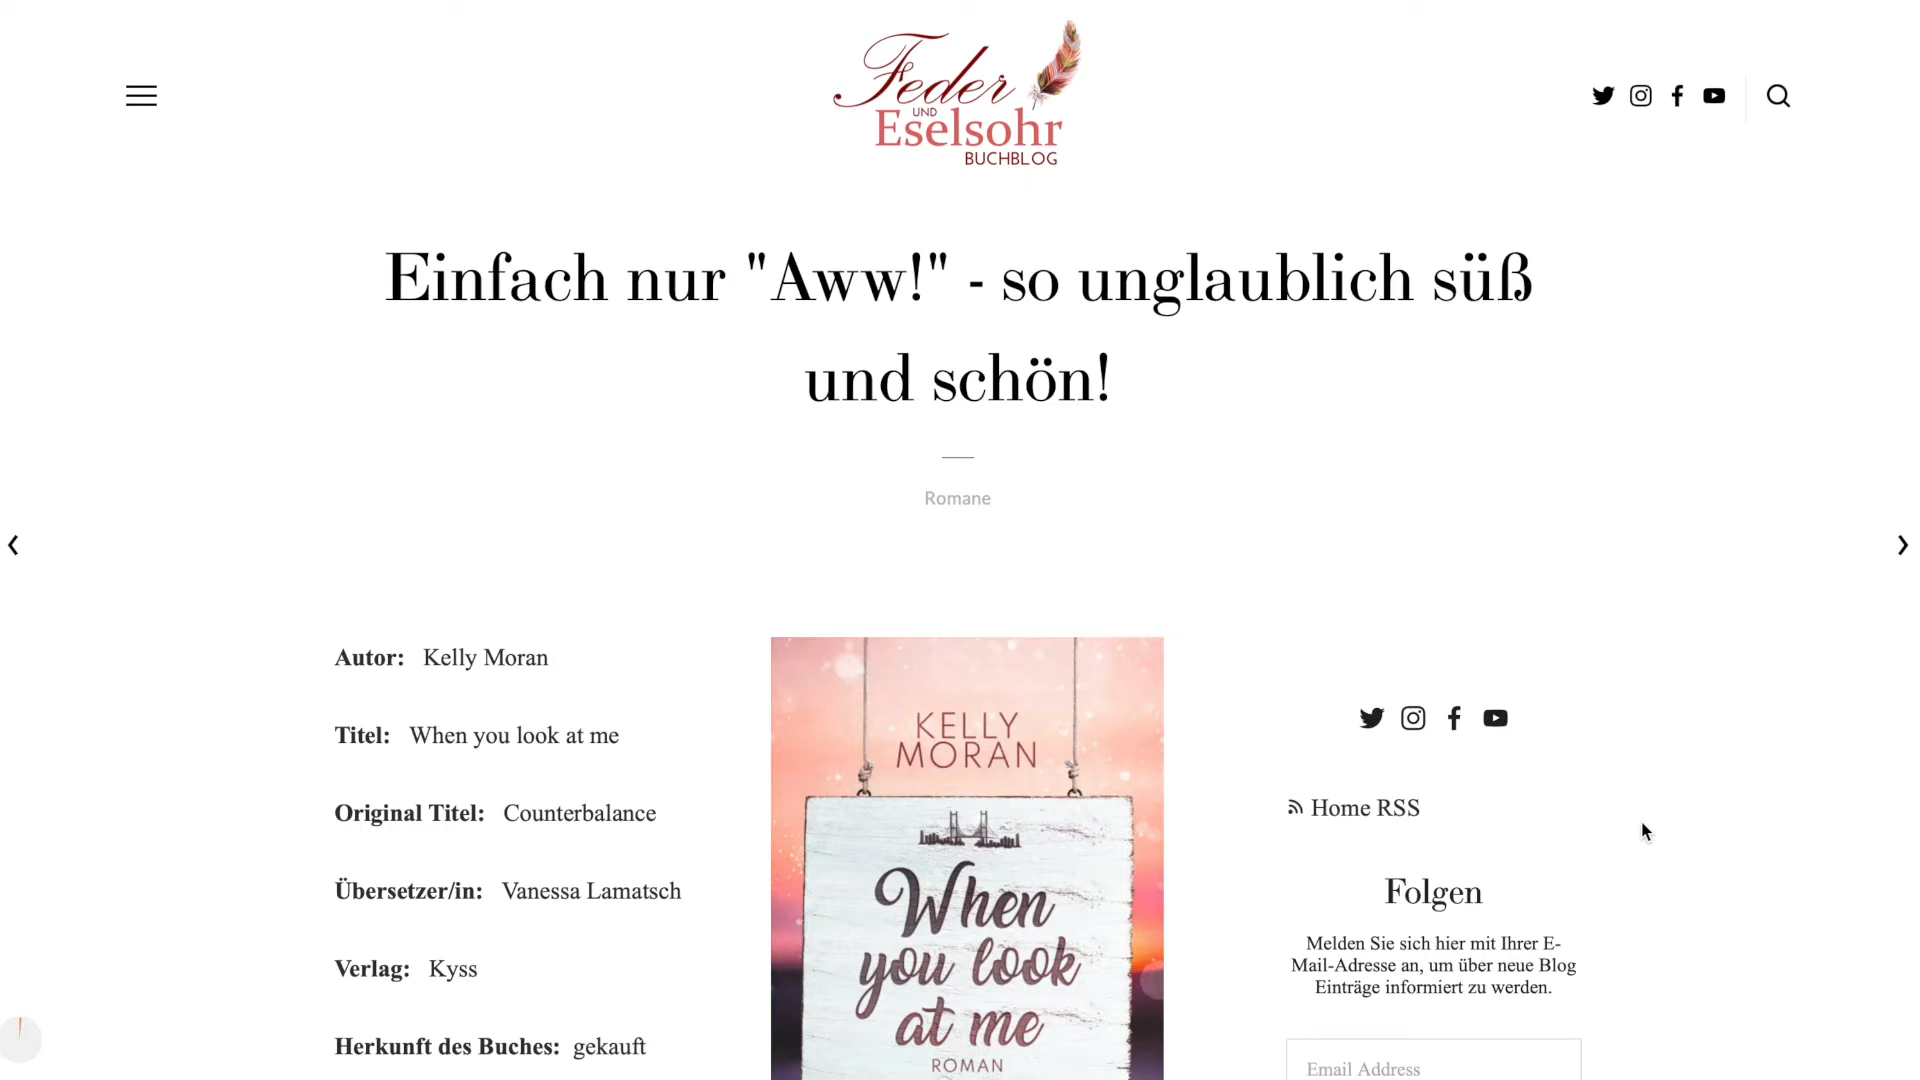 Feder
UND
Eselsohr
BUCHBLOG
Einfach nur "Aww!" - so unglaublich süß
und schön!
Romane
Autor: Kelly Moran
Titel: When you look at me
Original Titel: Counterbalance
Übersetzer/in: Vanessa Lamatsch
Verlag: Kyss
Herkunft des Buches: gekauft
KELLY
MORAN
When
you look
at me
ROMAN
Home RSS
Folgen
Melden Sie sich hier mit Ihrer E-
Mail-Adresse an, um über neue Blog
Einträge informiert zu werden.
Email Address